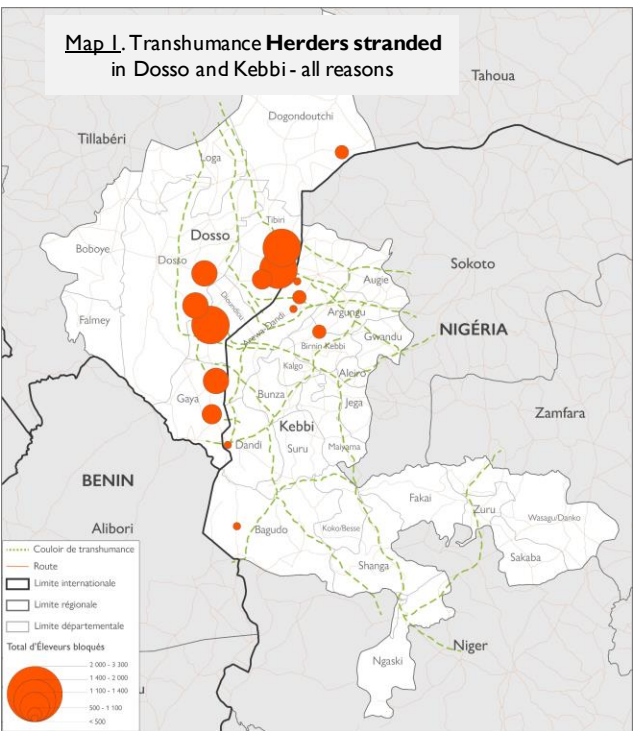 Map 1. Transhumance Herders stranded
in Dosso and Kebbi - all reasons
Tahoua
Dogondoutchi
Tillabéri
Loga
Tibiri
Dosso
Boboye
Dosso
Sokoto
Augie
Dioundiou
Falmey
Argungu
Arewa-Dandi
NIGÉRIA
Gwandu
Birnin Kebbi
Kalgo
Aleiro
Gaya
Bunza
Jega
Zamfara
Kebbi
Dandi
Suru
Maiyama
BENIN
Fakai
Zuru
Wasagu/Danko
Alibori
Bagudo
Koko/Besse
Sakaba
Shanga
Niger
Ngaski
Couloir de transhumance
Route
Limite internationale
Limite régionale
Limite départementale
Total d'Éleveurs bloqués
2 000 - 3 300
1 400 - 2 000
1 100 - 1 400
500 - 1 100
< 500